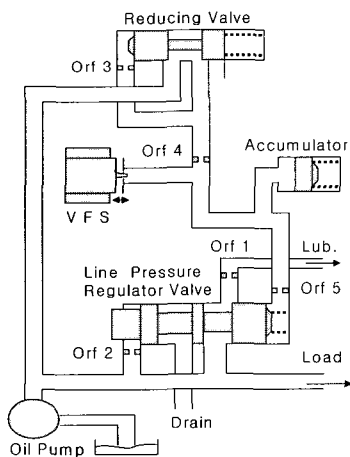 Reducing Valve
Orf 3
Orf 4
Accumulator
V F S
Orf 1
Lub.
Line Pressure
Regulator Valve
Orf 5
Orf 2
Load
Drain
Oil Pump